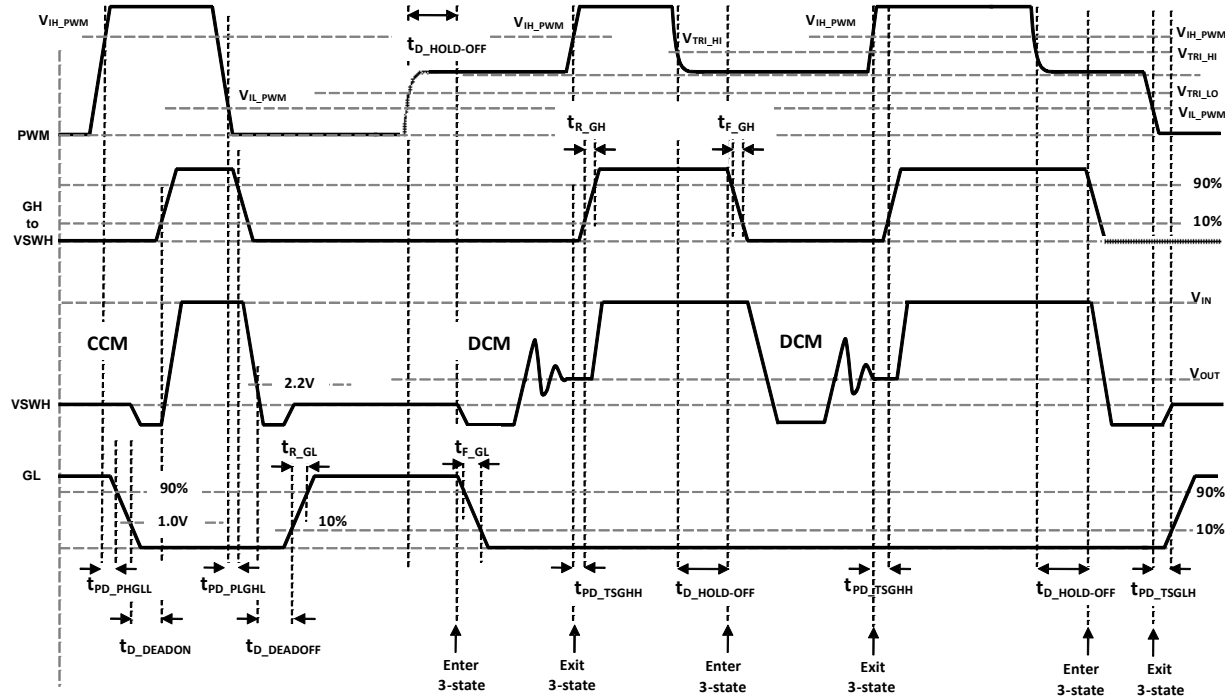 VIH_PWM
tD_HOLD-OFF
VIH_PWM
VTRI_HI
VIH_PWM
VIH_PWM
VTRI_HI
VIL_PWM
VTRI_LO
VIL_PWM
PWM
tR_GH
tF_GH
90%
GH
to
VSWH
10%
VIN
CCM
DCM
DCM
2.2V
VOUT
VSWH
tR_GL
tF_GL
GL
90%
90%
1.0V
10%
10%
tPD_PHGLL
tPD_PLGHL
tPD_TSGHH
tD_HOLD-OFF
tPD_TSGHH
tD_HOLD-OFF
tPD_TSGLH
tD_DEADON
tD_DEADOFF
Enter
3-state
Exit
3-state
Enter
3-state
Exit
3-state
Enter
3-state
Exit
3-state